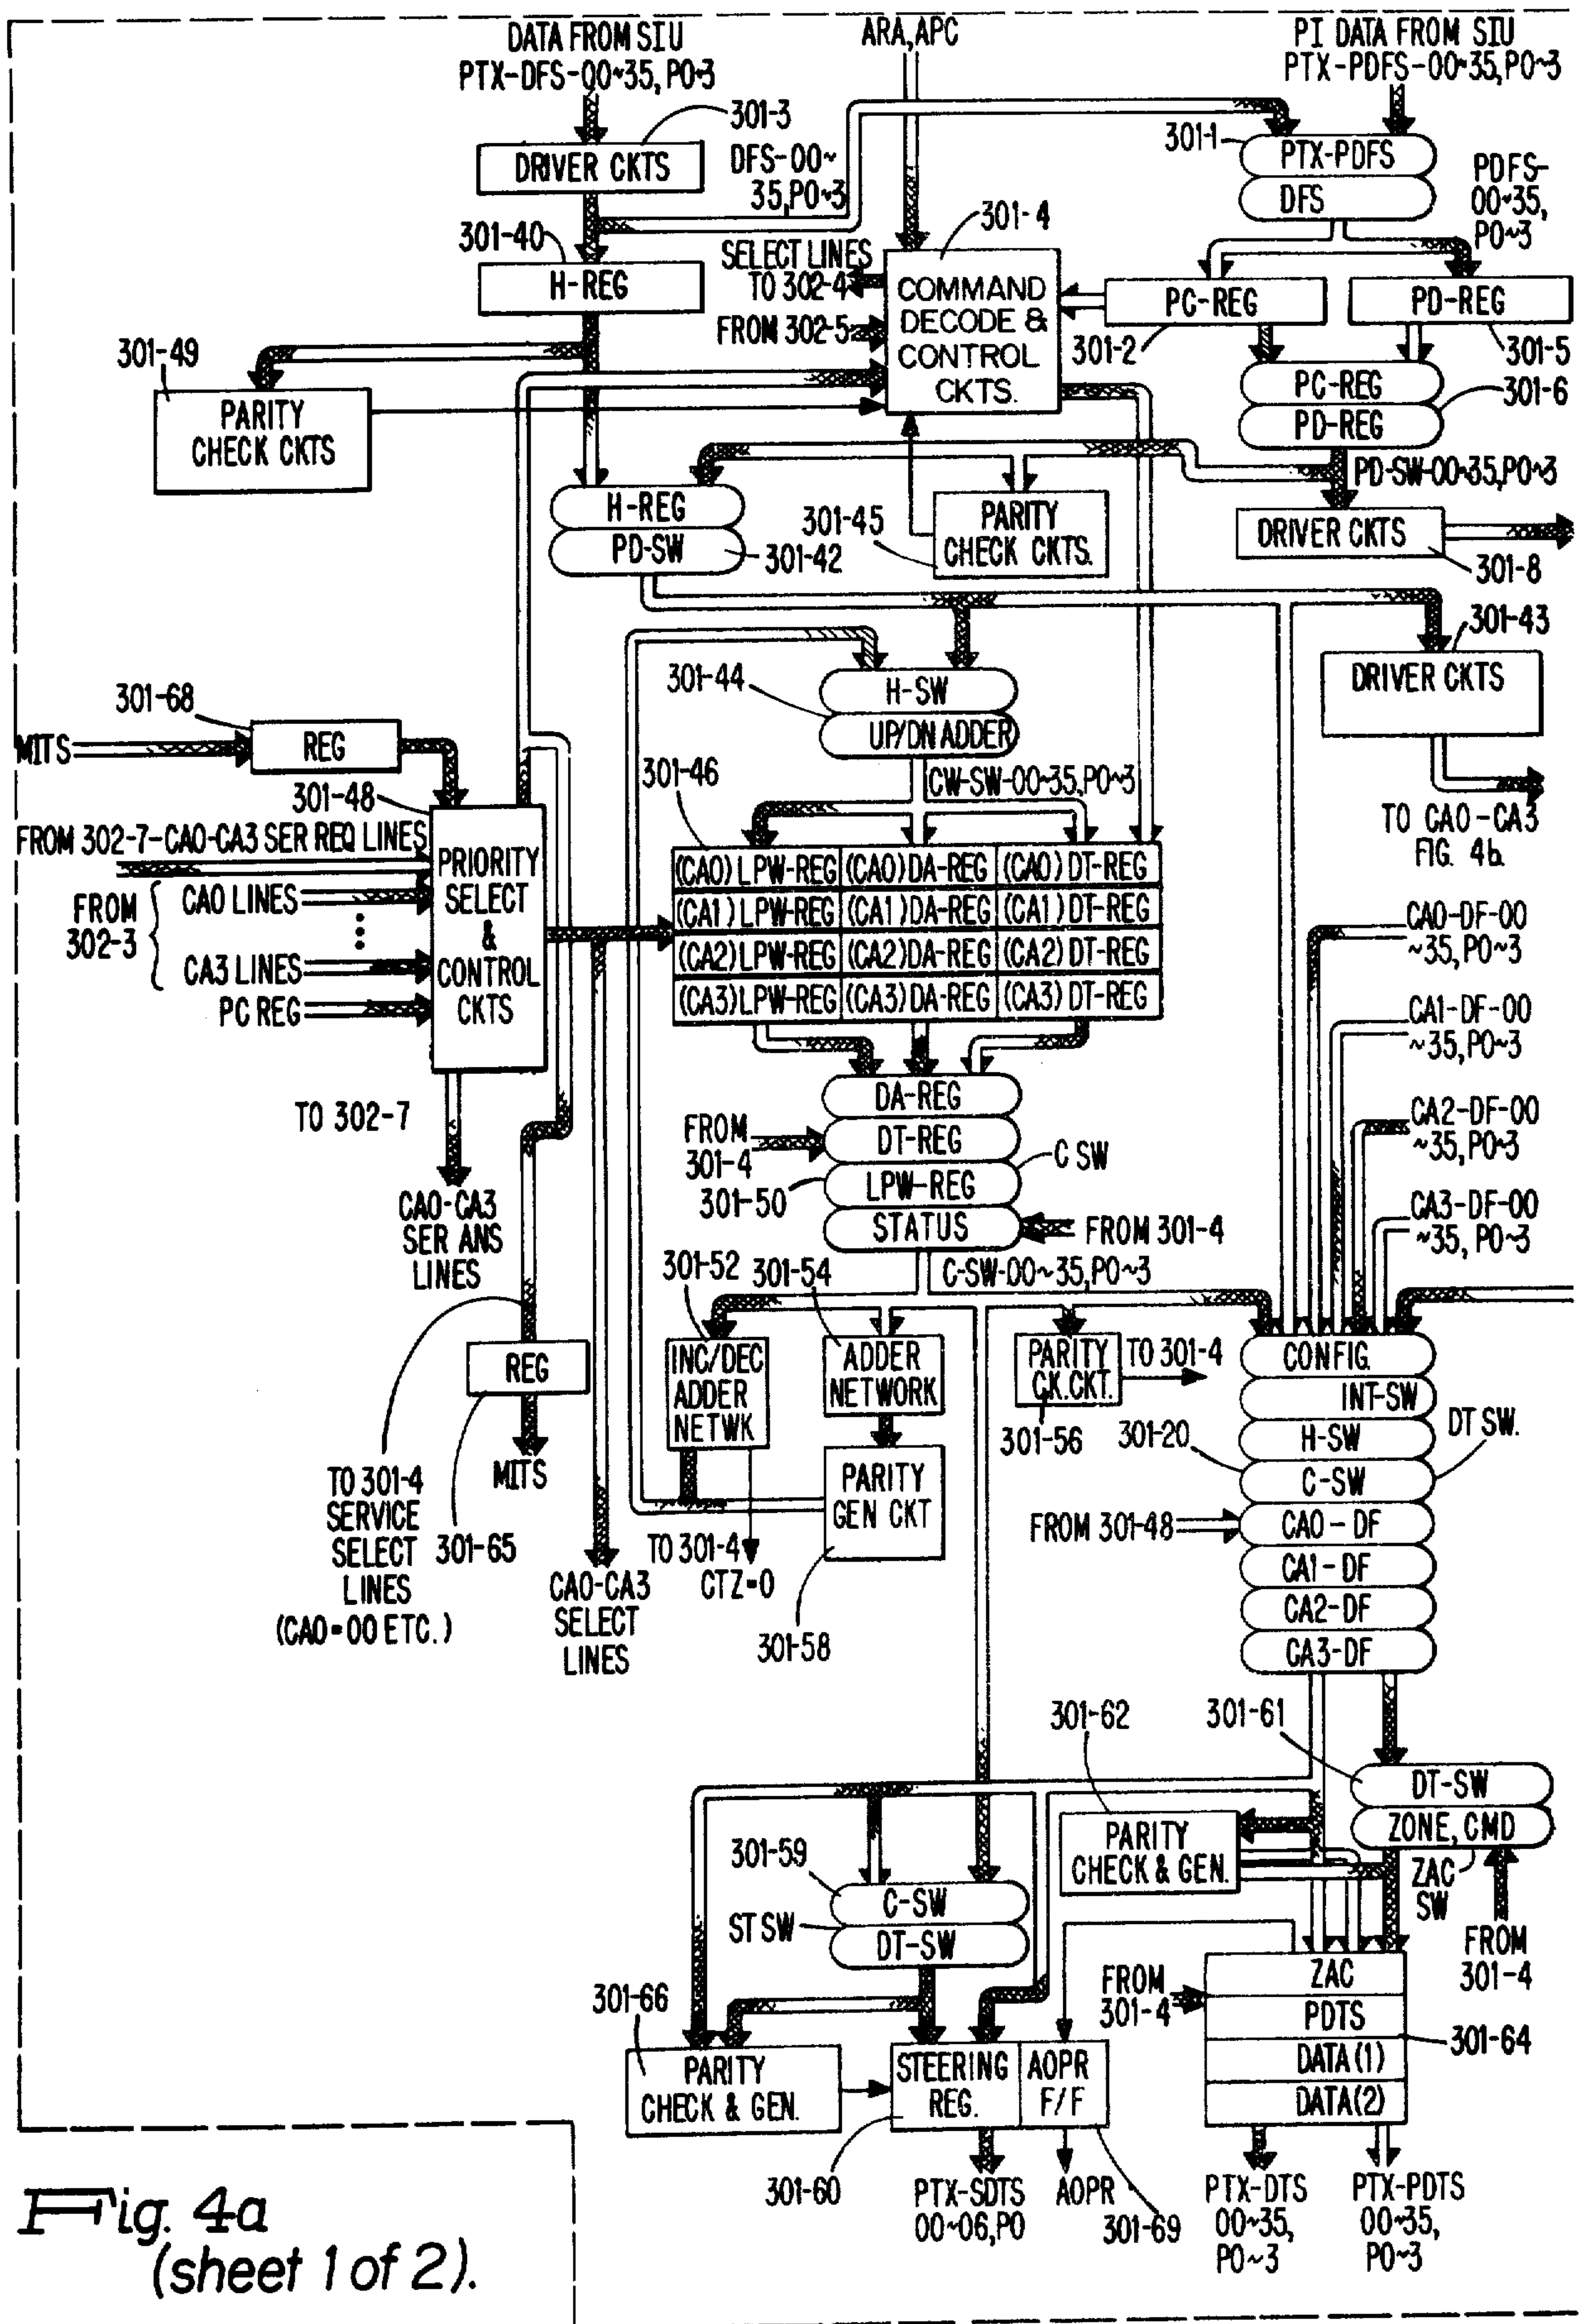 DATA FROM SIU
PTX-DFS-00~35, P0~3
ARA, APC
PI DATA FROM SIU
PTX-PDFS-00~35, P0~3
301-3
DRIVER CKTS
DFS-00~
35, P0~3
301-1
PTX-PDFS
DFS
PDFS-
00~35,
P0~3
301-40
H-REG
301-4
SELECT LINES
TO 302-4
FROM 302-5
COMMAND
DECODE &
CONTROL
CKTS.
PC-REG
PD-REG
301-2
301-5
301-49
PARITY
CHECK CKTS
PC-REG
PD-REG
301-6
PD-SW-00~35, P0~3
H-REG
PD-SW
301-42
301-45
PARITY
CHECK CKTS.
DRIVER CKTS
301-8
301-43
DRIVER CKTS
TO CA0-CA3
FIG. 4b.
301-44
H-SW
UP/DN ADDER
301-68
MITS
REG
301-46
CW-SW-00~35, P0~3
301-48
FROM 302-7-CA0-CA3 SER REQ LINES
FROM
302-3
CA0 LINES
CA3 LINES
PC REG
PRIORITY
SELECT
&
CONTROL
CKTS
(CA0) LPW-REG (CA0) DA-REG (CA0) DT-REG
(CA1) LPW-REG (CA1) DA-REG (CA1) DT-REG
(CA2) LPW-REG (CA2) DA-REG (CA2) DT-REG
(CA3) LPW-REG (CA3) DA-REG (CA3) DT-REG
CA0-DF-00
~35, P0~3
CA1-DF-00
~35, P0~3
CA2-DF-00
~35, P0~3
CA3-DF-00
~35, P0~3
TO 302-7
CA0-CA3
SER ANS
LINES
DA-REG
DT-REG
LPW-REG
STATUS
FROM
301-4
301-50
C SW
FROM 301-4
C-SW-00~35, P0~3
301-52
301-54
INC/DEC
ADDER
NETWK
ADDER
NETWORK
PARITY
CK. CKT.
TO 301-4
301-56
REG
MITS
TO 301-4
SERVICE
SELECT
LINES
(CA0=00 ETC.)
301-65
CA0-CA3
SELECT
LINES
TO 301-4
CTZ=0
PARITY
GEN CKT
301-58
301-20
CONFIG.
INT-SW
H-SW
C-SW
CA0-DF
CA1-DF
CA2-DF
CA3-DF
DT SW.
FROM 301-48
301-62
301-61
DT-SW
ZONE, CMD
ZAC
SW
FROM
301-4
PARITY
CHECK & GEN.
301-59
C-SW
DT-SW
ST SW
301-66
PARITY
CHECK & GEN.
STEERING
REG.
AOPR
F/F
FROM
301-4
ZAC
PDTS
DATA (1)
DATA (2)
301-64
301-60
PTX-SDTS
00~06, P0
AOPR
301-69
PTX-DTS
00~35,
P0~3
PTX-PDTS
00~35,
P0~3
Fig. 4a
(sheet 1 of 2).